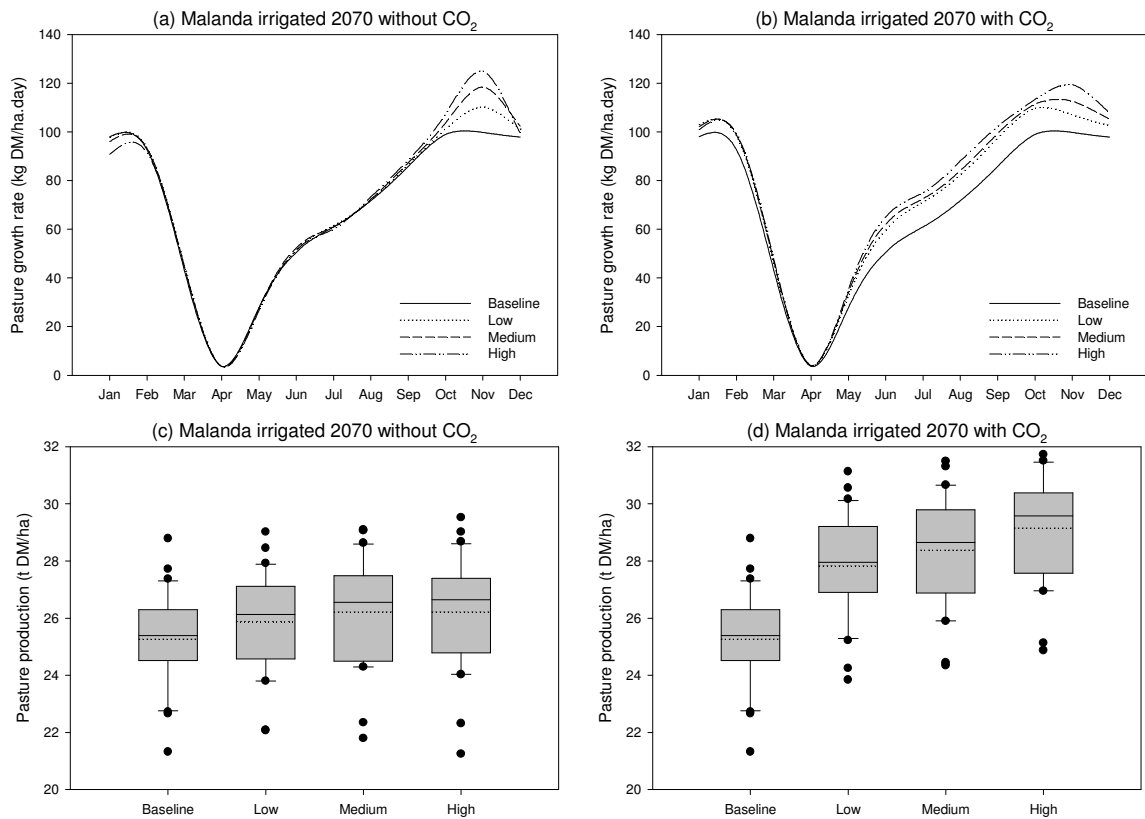 (a) Malanda irrigated 2070 without CO2
Pasture growth rate (kg DM/ha.day)
140
120
100
80
60
40
20
0
Jan Feb Mar Apr May Jun Jul Aug Sep Oct Nov Dec
Baseline
Low
Medium
High
(b) Malanda irrigated 2070 with CO2
Pasture growth rate (kg DM/ha.day)
140
120
100
80
60
40
20
0
Jan Feb Mar Apr May Jun Jul Aug Sep Oct Nov Dec
Baseline
Low
Medium
High
(c) Malanda irrigated 2070 without CO2
Pasture production (t DM/ha)
32
30
28
26
24
22
20
Baseline Low Medium High
(d) Malanda irrigated 2070 with CO2
Pasture production (t DM/ha)
32
30
28
26
24
22
20
Baseline Low Medium High